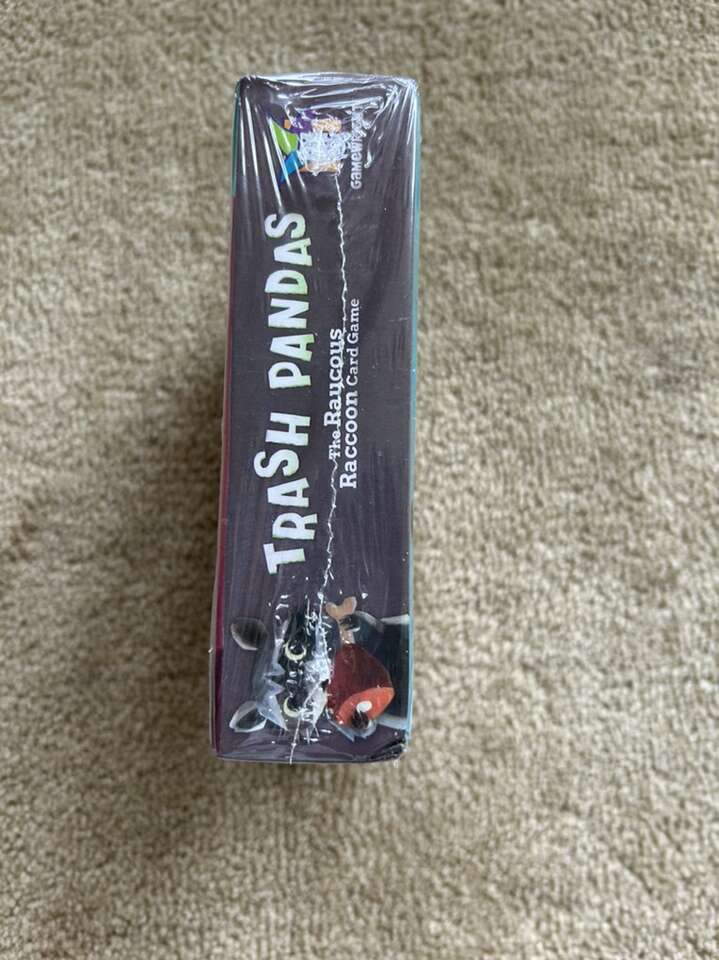 TRASH PANDAS
The Raucous
Raccoon Card Game
GAMEWRIGHT